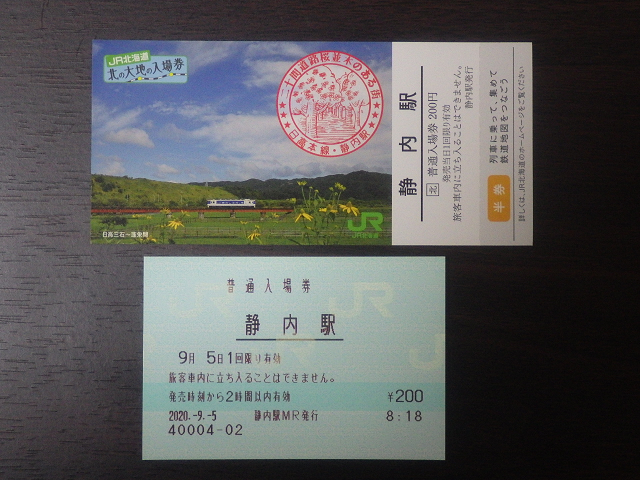 JR北海道
北の大地の入場券
二十間道路桜並木のある街
日高本線・静内駅
日高三石~蓬栄間
JR
JR北海道
静内駅
北 普通入場券 200円
発売当日1回限り有効
旅客車内に立ち入ることはできません。
静内駅発行
列車に乗って、集めて
鉄道地図をつなごう
半券
詳しくは、JR北海道のホームページをご覧ください
普通入場券
静内駅
9月 5日1回限り有効
旅客車内に立ち入ることはできません。
発売時刻から2時間以内有効 ¥200
2020.-9.-5 静内駅MR発行 8:18
40004-02